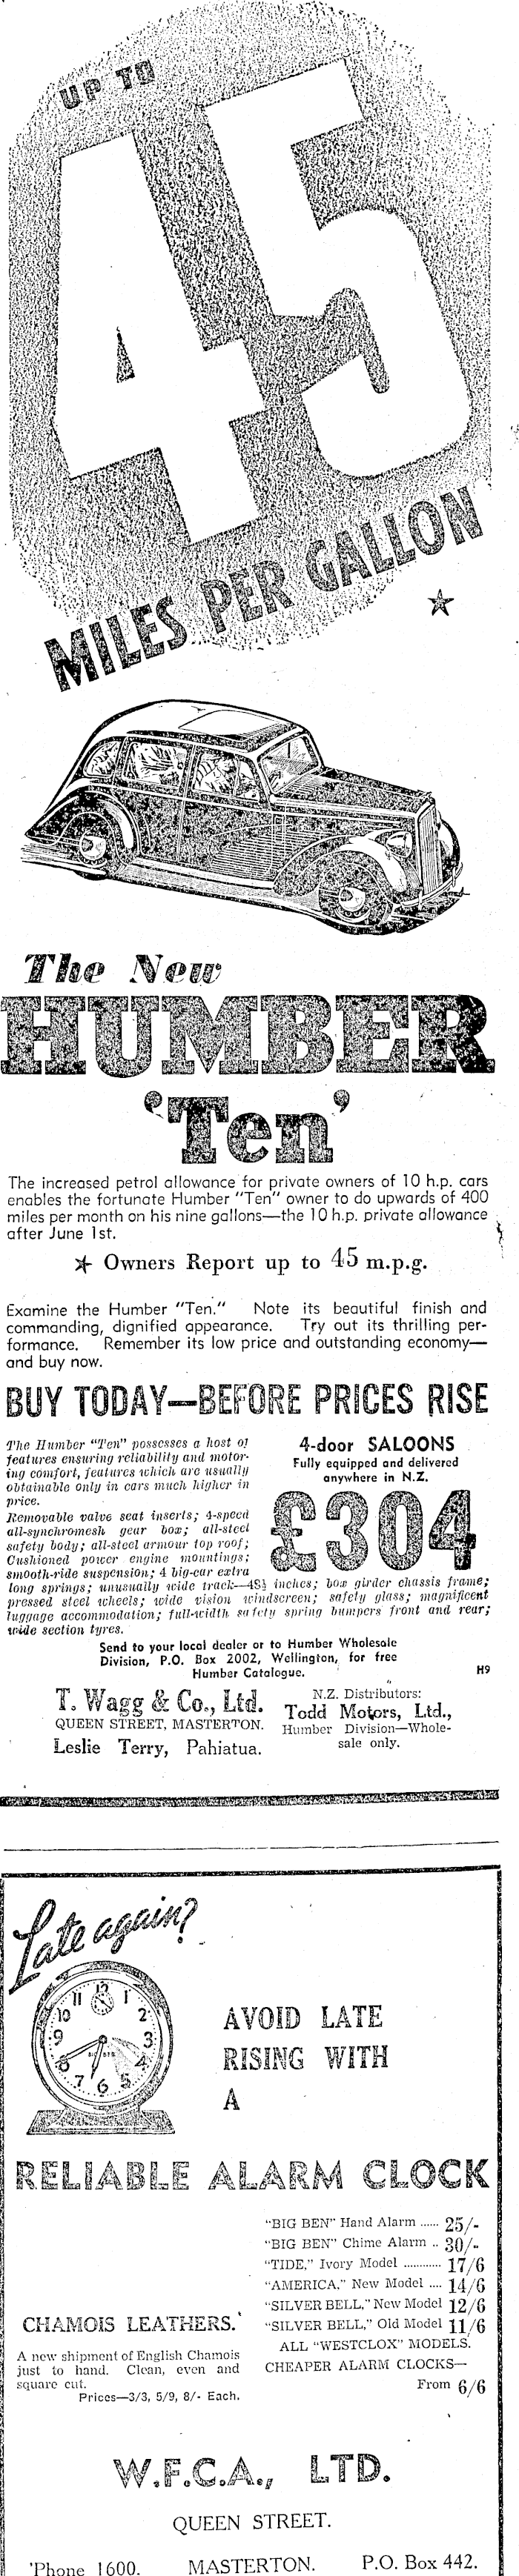 UP TO
45
MILES PER GALLON
The New
HUMBER
'Ten'
The increased petrol allowance for private owners of 10 h.p. cars
enables the fortunate Humber "Ten" owner to do upwards of 400
miles per month on his nine gallons—the 10 h.p. private allowance
after June 1st.
Owners Report up to 45 m.p.g.
Examine the Humber "Ten." Note its beautiful finish and
commanding, dignified appearance. Try out its thrilling per-
formance. Remember its low price and outstanding economy—
and buy now.
BUY TODAY—BEFORE PRICES RISE
The Humber "Ten" possesses a host of
features ensuring reliability and motor-
ing comfort, features which are usually
obtainable only in cars much higher in
price.
Removable valve seat inserts; 4-speed
all-synchromesh gear box; all-steel
safety body; all-steel armour top roof;
Cushioned power engine mountings;
smooth-ride suspension; 4 big-car extra
long springs; unusually wide track—48½ inches; box girder chassis frame;
pressed steel wheels; wide vision windscreen; safety glass; magnificent
luggage accommodation; full-width safety spring bumpers front and rear;
wide section tyres.
4-door SALOONS
Fully equipped and delivered
anywhere in N.Z.
£304
Send to your local dealer or to Humber Wholesale
Division, P.O. Box 2002, Wellington, for free
Humber Catalogue.
H9
T. Wagg & Co., Ltd.
QUEEN STREET, MASTERTON.
Leslie Terry, Pahiatua.
N.Z. Distributors:
Todd Motors, Ltd.,
Humber Division—Whole-
sale only.
Late again?
11 12 1
10 2
9 3
8 4
7 6 5
BIG BEN
AVOID LATE
RISING WITH
A
RELIABLE ALARM CLOCK
"BIG BEN" Hand Alarm ...... 25/-
"BIG BEN" Chime Alarm .. 30/-
"TIDE," Ivory Model ............ 17/6
"AMERICA," New Model .... 14/6
"SILVER BELL," New Model 12/6
"SILVER BELL," Old Model 11/6
ALL "WESTCLOX" MODELS.
CHEAPER ALARM CLOCKS—
From 6/6
CHAMOIS LEATHERS.
A new shipment of English Chamois
just to hand. Clean, even and
square cut.
Prices—3/3, 5/9, 8/- Each.
W.F.C.A., LTD.
QUEEN STREET.
'Phone 1600. MASTERTON. P.O. Box 442.